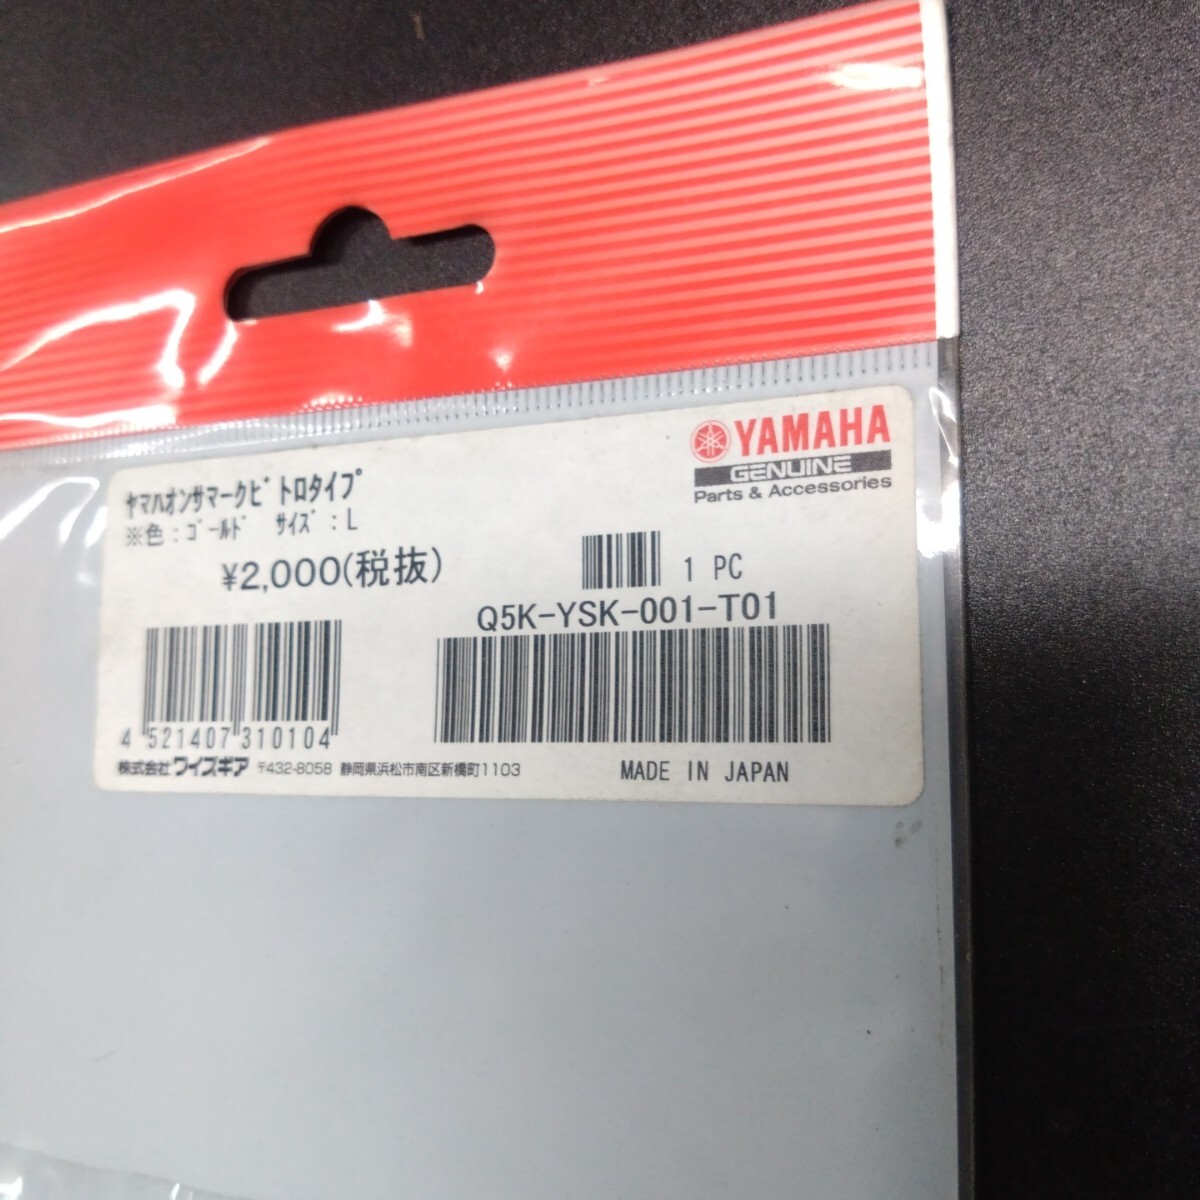 YAMAHA
GENUINE
Parts & Accessories
ﾔﾏﾊｵﾝｻﾏｰｸﾋﾞﾄﾛﾀｲﾌﾟ
※色:ｺﾞｰﾙﾄﾞ ｻｲｽﾞ:L
¥2,000(税抜)
1 PC
Q5K-YSK-001-T01
4 521407 310104
株式会社ワイズギア 〒432-8058 静岡県浜松市南区新橋町1103
MADE IN JAPAN